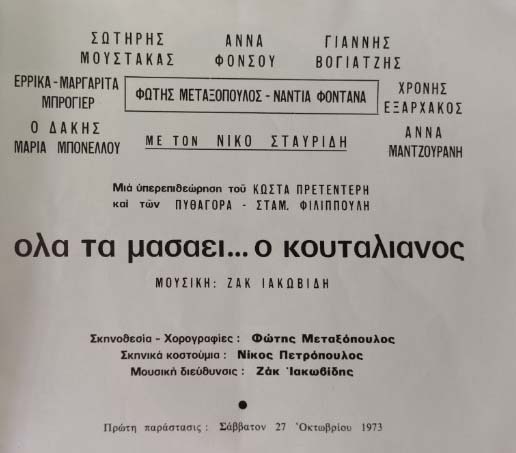 ΣΩΤΗΡΗΣ ΑΝΝΑ ΓΙΑΝΝΗΣ
ΜΟΥΣΤΑΚΑΣ ΦΟΝΣΟΥ ΒΟΓΙΑΤΖΗΣ
ΕΡΡΙΚΑ-ΜΑΡΓΑΡΙΤΑ
ΜΠΡΟΓΙΕΡ
ΦΩΤΗΣ ΜΕΤΑΞΟΠΟΥΛΟΣ - ΝΑΝΤΙΑ ΦΟΝΤΑΝΑ
ΧΡΟΝΗΣ
ΕΞΑΡΧΑΚΟΣ
Ο ΔΑΚΗΣ
ΜΑΡΙΑ ΜΠΟΝΕΛΛΟΥ
ΜΕ ΤΟΝ ΝΙΚΟ ΣΤΑΥΡΙΔΗ
ΑΝΝΑ
ΜΑΝΤΖΟΥΡΑΝΗ
Μιά ὑπερεπιθεώρηση τοῦ ΚΩΣΤΑ ΠΡΕΤΕΝΤΕΡΗ
καί τῶν ΠΥΘΑΓΟΡΑ - ΣΤΑΜ. ΦΙΛΙΠΠΟΥΛΗ
ολα τα μασαει... ο κουταλιανος
ΜΟΥΣΙΚΗ: ΖΑΚ ΙΑΚΩΒΙΔΗ
Σκηνοθεσία - Χορογραφίες : Φώτης Μεταξόπουλος
Σκηνικά κοστούμια : Νίκος Πετρόπουλος
Μουσική διεύθυνσις : Ζάκ Ἰακωβίδης
Πρώτη παράστασις : Σάββατον 27 Ὀκτωβρίου 1973